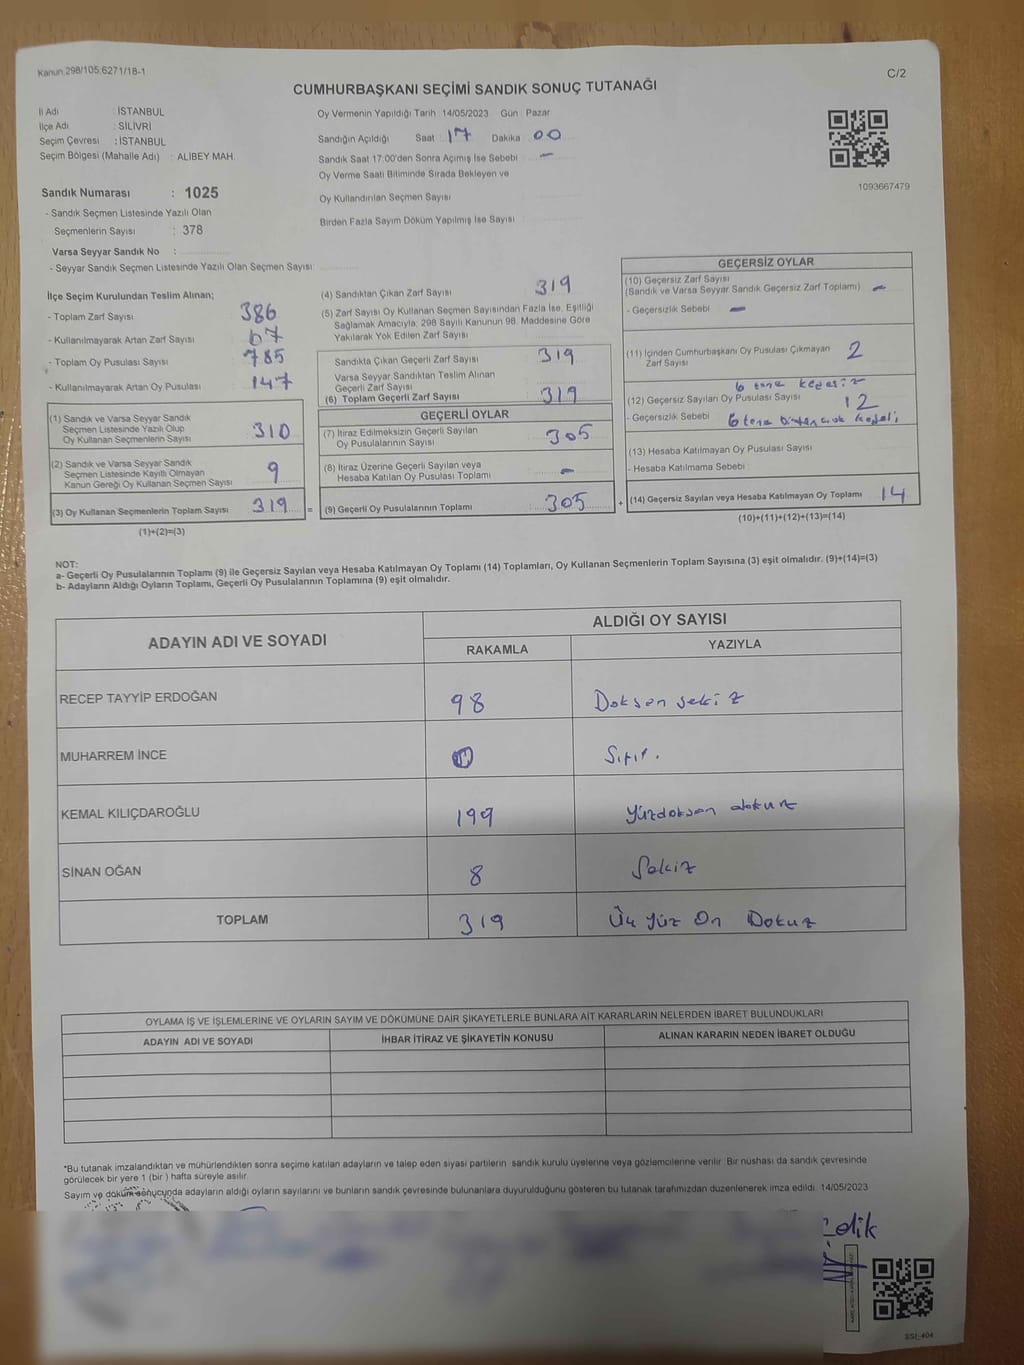 Kanun 298/105,6271/18-1
C/2
CUMHURBAŞKANI SEÇİMİ SANDIK SONUÇ TUTANAĞI
İl Adı : İSTANBUL
İlçe Adı : SİLİVRİ
Seçim Çevresi : İSTANBUL
Seçim Bölgesi (Mahalle Adı) : ALİBEY MAH.
Oy Vermenin Yapıldığı Tarih 14/05/2023 Gün : Pazar
Sandığın Açıldığı Saat : 17 Dakika : 00
Sandık Saat 17:00'den Sonra Açımış İse Sebebi : -
Oy Verme Saati Bitiminde Sırada Bekleyen ve
Oy Kullandırılan Seçmen Sayısı
Birden Fazla Sayım Döküm Yapılmış İse Sayısı
1093667479
Sandık Numarası : 1025
- Sandık Seçmen Listesinde Yazılı Olan
Seçmenlerin Sayısı : 378
Varsa Seyyar Sandık No :
- Seyyar Sandık Seçmen Listesinde Yazılı Olan Seçmen Sayısı :
İlçe Seçim Kurulundan Teslim Alınan;
- Toplam Zarf Sayısı 386
- Kullanılmayarak Artan Zarf Sayısı 67
- Toplam Oy Pusulası Sayısı 785
- Kullanılmayarak Artan Oy Pusulası 147
(1) Sandık ve Varsa Seyyar Sandık
Seçmen Listesinde Yazılı Olup
Oy Kullanan Seçmenlerin Sayısı 310
(2) Sandık ve Varsa Seyyar Sandık
Seçmen Listesinde Kayıtlı Olmayan
Kanun Gereği Oy Kullanan Seçmen Sayısı 9
(3) Oy Kullanan Seçmenlerin Toplam Sayısı 319 =
(1)+(2)=(3)
(4) Sandıktan Çıkan Zarf Sayısı 319
(5) Zarf Sayısı Oy Kullanan Seçmen Sayısından Fazla İse, Eşitliği
Sağlamak Amacıyla; 298 Sayılı Kanunun 98. Maddesine Göre
Yakılarak Yok Edilen Zarf Sayısı
Sandıkta Çıkan Geçerli Zarf Sayısı 319
Varsa Seyyar Sandıktan Teslim Alınan
Geçerli Zarf Sayısı
(6) Toplam Geçerli Zarf Sayısı 319
GEÇERLİ OYLAR
(7) İtiraz Edilmeksizin Geçerli Sayılan
Oy Pusulalarının Sayısı : 305
(8) İtiraz Üzerine Geçerli Sayılan veya
Hesaba Katılan Oy Pusulası Toplamı : -
(9) Geçerli Oy Pusulalarının Toplamı : 305 +
GEÇERSİZ OYLAR
(10) Geçersiz Zarf Sayısı
(Sandık ve Varsa Seyyar Sandık Geçersiz Zarf Toplamı) : -
- Geçersizlik Sebebi : -
(11) İçinden Cumhurbaşkanı Oy Pusulası Çıkmayan
Zarf Sayısı 2
6 tane kaşesiz
(12) Geçersiz Sayılan Oy Pusulası Sayısı 12
- Geçersizlik Sebebi : 6 tane birden çok kaşeli
(13) Hesaba Katılmayan Oy Pusulası Sayısı
- Hesaba Katılmama Sebebi :
(14) Geçersiz Sayılan veya Hesaba Katılmayan Oy Toplamı 14
(10)+(11)+(12)+(13)=(14)
NOT:
a- Geçerli Oy Pusulalarının Toplamı (9) ile Geçersiz Sayılan veya Hesaba Katılmayan Oy Toplamı (14) Toplamları, Oy Kullanan Seçmenlerin Toplam Sayısına (3) eşit olmalıdır. (9)+(14)=(3)
b- Adayların Aldığı Oyların Toplamı, Geçerli Oy Pusulalarının Toplamına (9) eşit olmalıdır.
ADAYIN ADI VE SOYADI
ALDIĞI OY SAYISI
RAKAMLA YAZIYLA
RECEP TAYYİP ERDOĞAN 98 Doksan sekiz
MUHARREM İNCE Sıfır.
KEMAL KILIÇDAROĞLU 199 Yüzdoksan dokuz
SİNAN OĞAN 8 Sekiz
TOPLAM 319 Üç Yüz On Dokuz
OYLAMA İŞ VE İŞLEMLERİNE VE OYLARIN SAYIM VE DÖKÜMÜNE DAİR ŞİKAYETLERLE BUNLARA AİT KARARLARIN NELERDEN İBARET BULUNDUKLARI
ADAYIN ADI VE SOYADI İHBAR İTİRAZ VE ŞİKAYETİN KONUSU ALINAN KARARIN NEDEN İBARET OLDUĞU
*Bu tutanak imzalandıktan ve mühürlendikten sonra seçime katılan adayların ve talep eden siyasi partilerin sandık kurulu üyelerine veya gözlemcilerine verilir. Bir nüshası da sandık çevresinde
görülecek bir yere 1 (bir) hafta süreyle asılır.
Sayım ve döküm sonucunda adayların aldığı oyların sayılarını ve bunların sandık çevresinde bulunanlara duyurulduğunu gösteren bu tutanak tarafımızdan düzenlenerek imza edildi. 14/05/2023
SSI_404